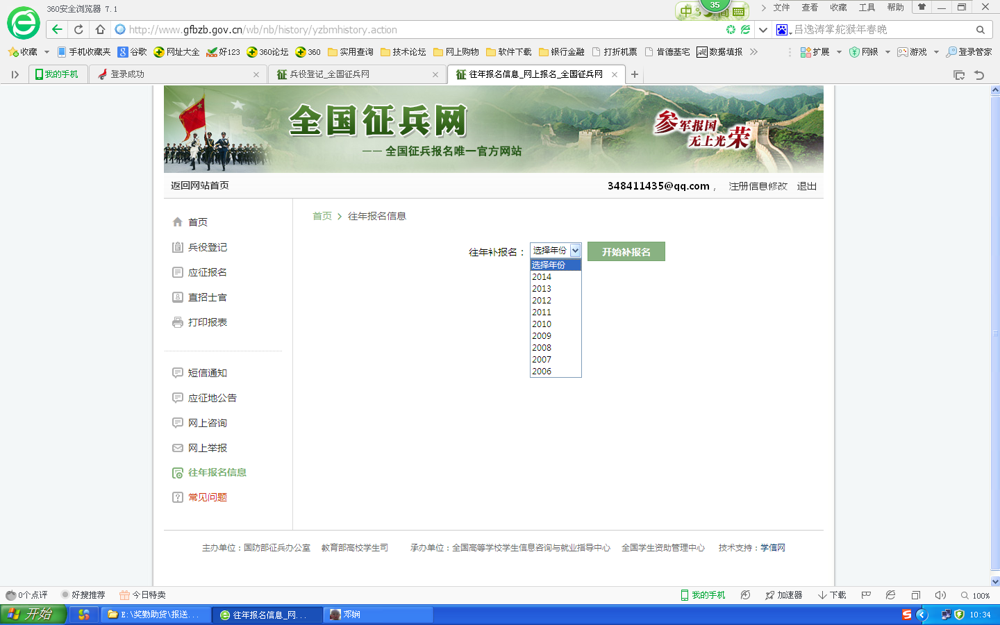 360安全浏览器 7.1
35
文件 查看 收藏 工具 帮助
http://www.gfbzb.gov.cn/wb/nb/history/yzbmhistory.action
吕逸涛掌舵猴年春晚
收藏 手机收藏夹 谷歌 网址大全 好123 360论坛 360 实用查询 技术论坛 网上购物 软件下载 银行金融 打折机票 肯德基宅 数据填报 扩展 网银 游戏 登录管家
我的手机 登录成功 兵役登记_全国征兵网 往年报名信息_网上报名_全国征兵网
全国征兵网
—— 全国征兵报名唯一官方网站
参军报国
无上光荣
返回网站首页 348411435@qq.com , 注册信息修改 退出
首页 > 往年报名信息
首页
兵役登记
应征报名
直招士官
打印报表
短信通知
应征地公告
网上咨询
网上举报
往年报名信息
常见问题
往年补报名： 选择年份 开始补报名
选择年份
2014
2013
2012
2011
2010
2009
2008
2007
2006
主办单位：国防部征兵办公室 教育部高校学生司 承办单位：全国高等学校学生信息咨询与就业指导中心 全国学生资助管理中心 技术支持：学信网
0个点评 好搜推荐 今日特卖 我的手机 加速器 下载 100%
开始 E:\奖勤助贷\报送... 往年报名信息_网... 邓娴 10:34